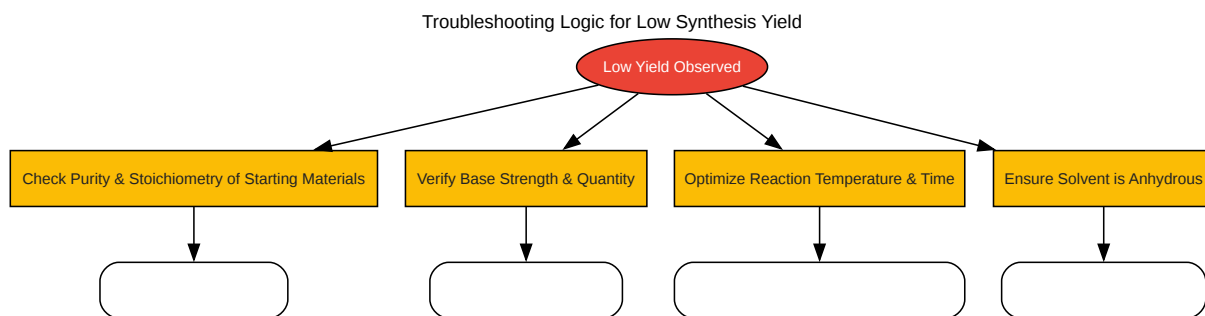 Troubleshooting Logic for Low Synthesis Yield
Low Yield Observed
Check Purity & Stoichiometry of Starting Materials
Verify Base Strength & Quantity
Optimize Reaction Temperature & Time
Ensure Solvent is Anhydrous